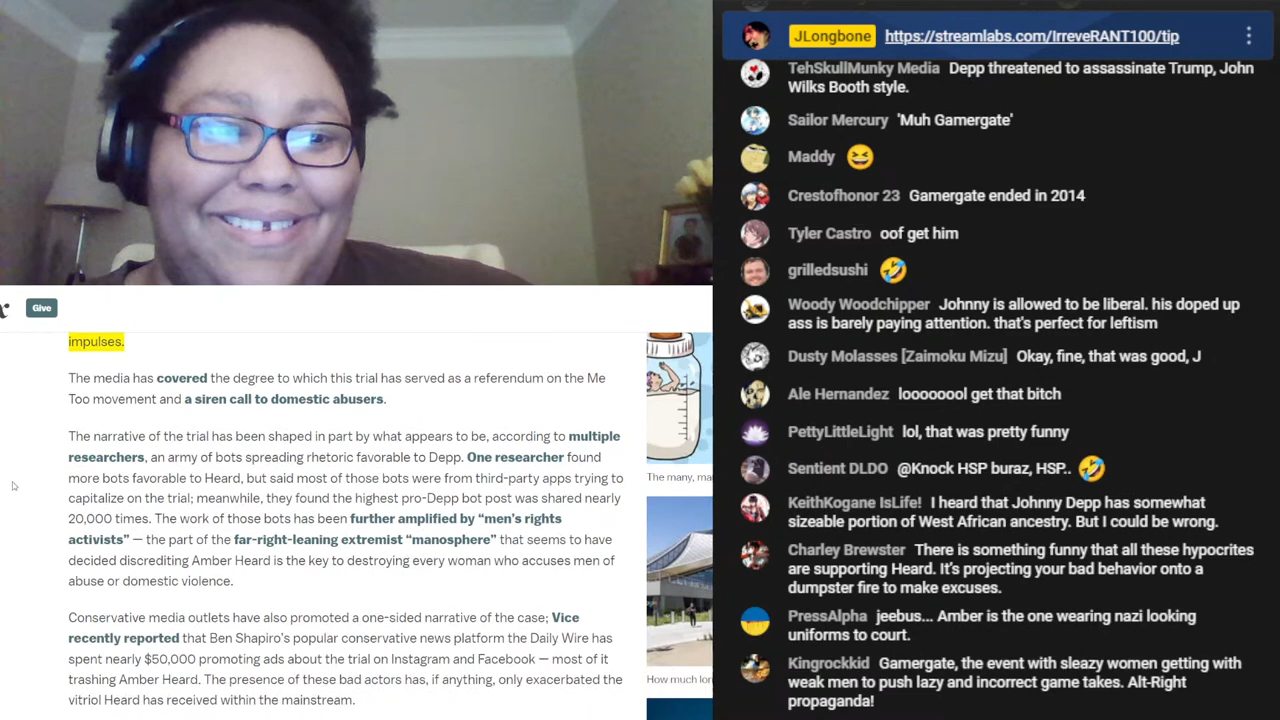 Give
impulses.
The media has covered the degree to which this trial has served as a referendum on the Me
Too movement and a siren call to domestic abusers.
The narrative of the trial has been shaped in part by what appears to be, according to multiple
researchers, an army of bots spreading rhetoric favorable to Depp. One researcher found
more bots favorable to Heard, but said most of those bots were from third-party apps trying to
capitalize on the trial; meanwhile, they found the highest pro-Depp bot post was shared nearly
20,000 times. The work of those bots has been further amplified by “men’s rights
activists” — the part of the far-right-leaning extremist “manosphere” that seems to have
decided discrediting Amber Heard is the key to destroying every woman who accuses men of
abuse or domestic violence.
Conservative media outlets have also promoted a one-sided narrative of the case; Vice
recently reported that Ben Shapiro’s popular conservative news platform the Daily Wire has
spent nearly $50,000 promoting ads about the trial on Instagram and Facebook — most of it
trashing Amber Heard. The presence of these bad actors has, if anything, only exacerbated the
vitriol Heard has received within the mainstream.
The many, ma
How much lon
JLongbone https://streamlabs.com/IrreveRANT100/tip
TehSkullMunky Media Depp threatened to assassinate Trump, John
Wilks Booth style.
Sailor Mercury 'Muh Gamergate'
Maddy 😆
Crestofhonor 23 Gamergate ended in 2014
Tyler Castro oof get him
grilledsushi 🤣
Woody Woodchipper Johnny is allowed to be liberal. his doped up
ass is barely paying attention. that's perfect for leftism
Dusty Molasses [Zaimoku Mizu] Okay, fine, that was good, J
Ale Hernandez loooooool get that bitch
PettyLittleLight lol, that was pretty funny
Sentient DLDO @Knock HSP buraz, HSP.. 🤣
KeithKogane IsLife! I heard that Johnny Depp has somewhat
sizeable portion of West African ancestry. But I could be wrong.
Charley Brewster There is something funny that all these hypocrites
are supporting Heard. It's projecting your bad behavior onto a
dumpster fire to make excuses.
PressAlpha jeebus... Amber is the one wearing nazi looking
uniforms to court.
Kingrockkid Gamergate, the event with sleazy women getting with
weak men to push lazy and incorrect game takes. Alt-Right
propaganda!